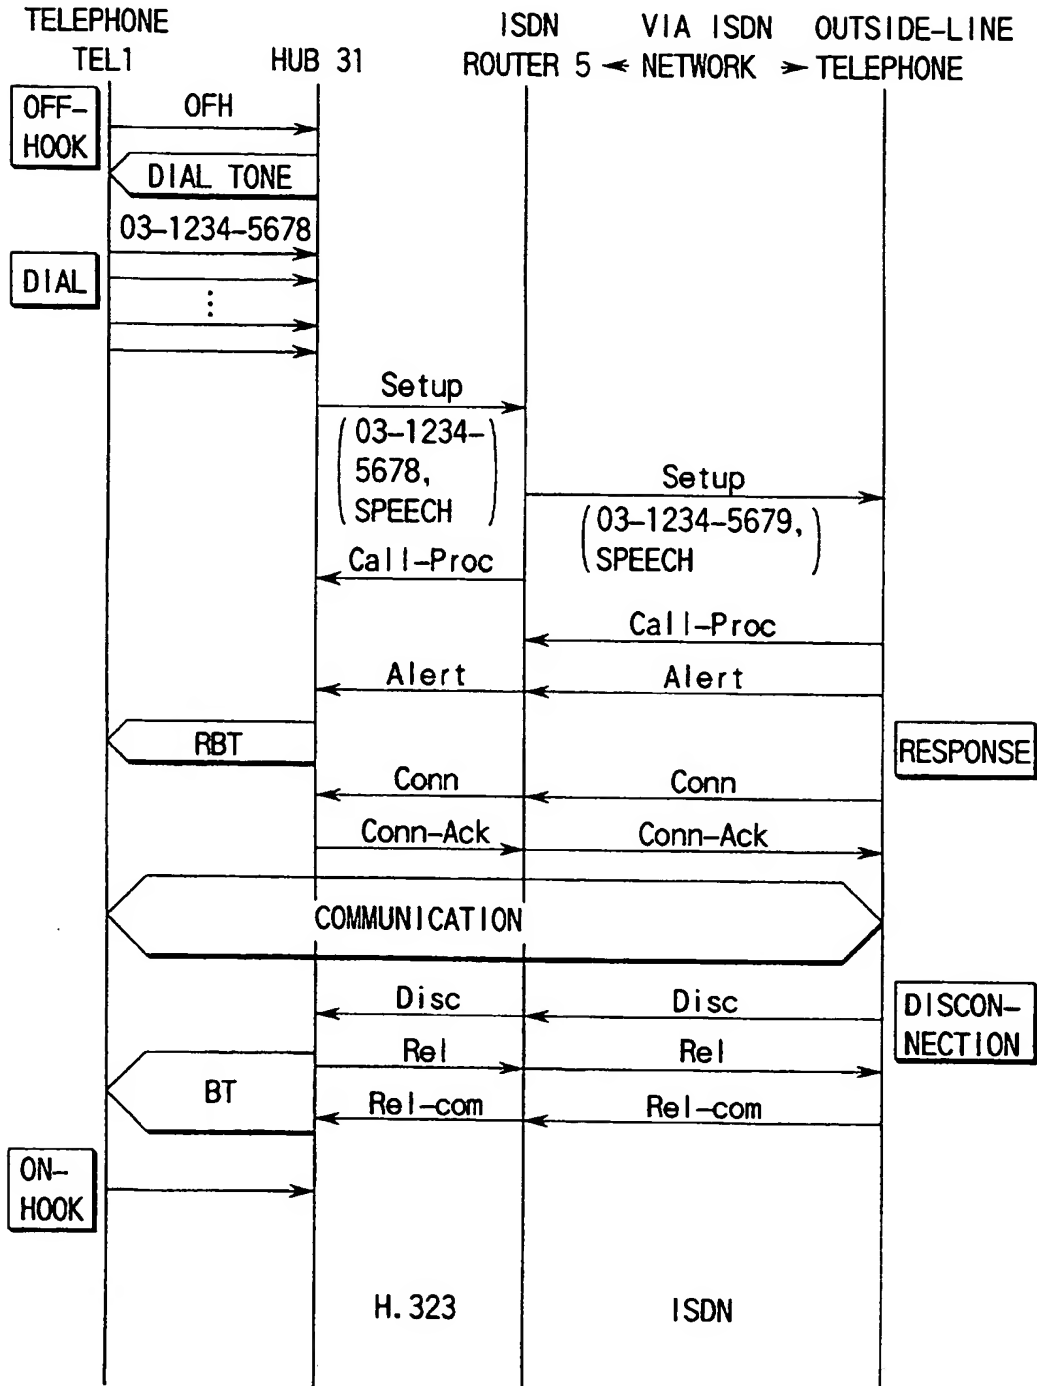 TELEPHONE TEL1
HUB 31
ISDN ROUTER 5
VIA ISDN NETWORK
OUTSIDE-LINE TELEPHONE
OFF-
HOOK
OFH
DIAL TONE
03-1234-5678
DIAL
Setup
03-1234-
5678,
SPEECH
Setup
03-1234-5679,
SPEECH
Call-Proc
Call-Proc
Alert
Alert
RBT
RESPONSE
Conn
Conn
Conn-Ack
Conn-Ack
COMMUNICATION
Disc
Disc
DISCON-
NECTION
Rel
Rel
BT
Rel-com
Rel-com
ON-
HOOK
H.323
ISDN